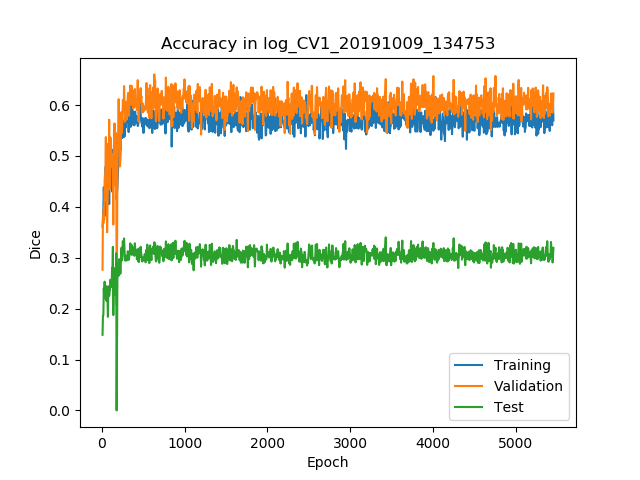 Accuracy in log_CV1_20191009_134753
Dice
0.6
0.5
0.4
0.3
0.2
0.1
0.0
0 1000 2000 3000 4000 5000
Epoch
Training
Validation
Test